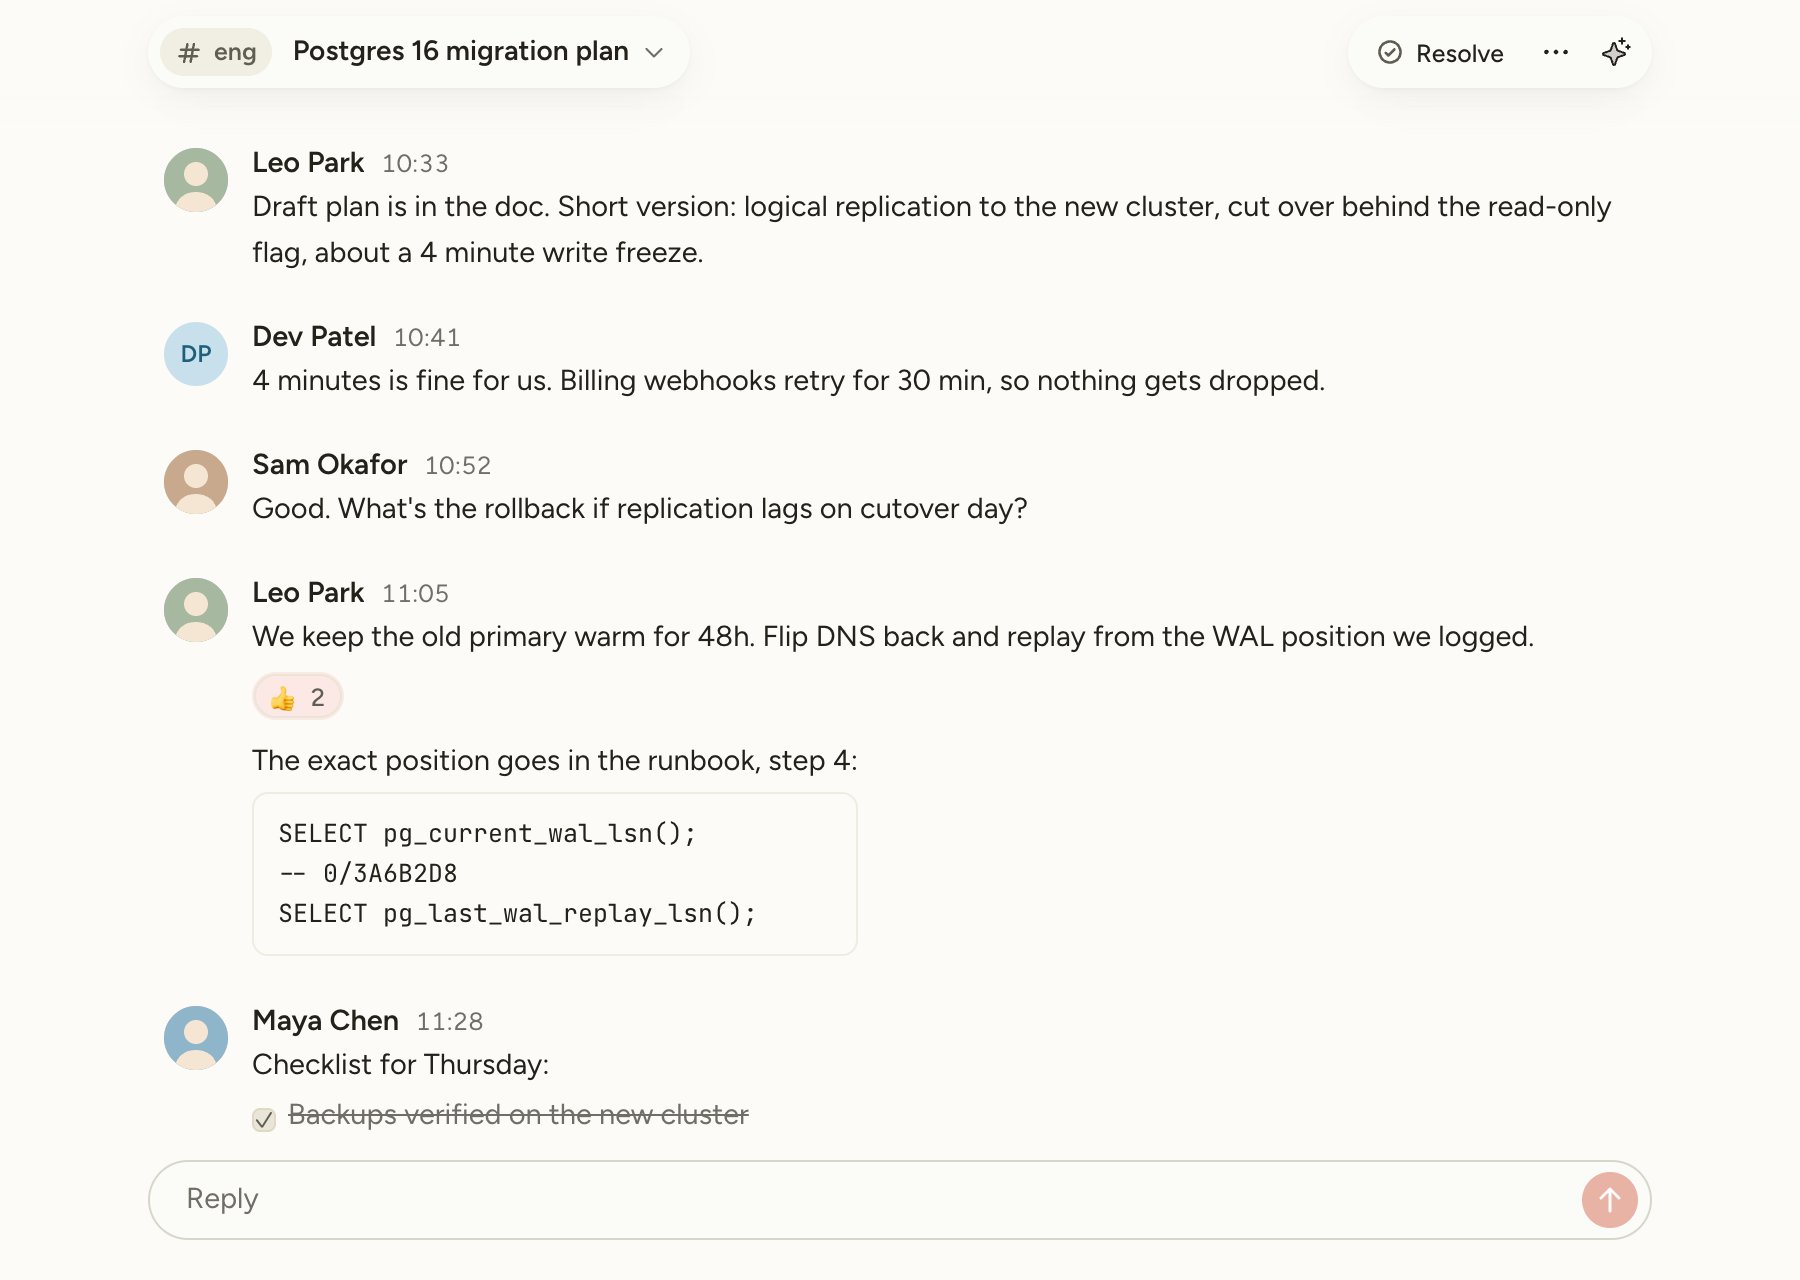 # eng
Postgres 16 migration plan
Resolve
Leo Park 10:33
Draft plan is in the doc. Short version: logical replication to the new cluster, cut over behind the read-only
flag, about a 4 minute write freeze.
DP
Dev Patel 10:41
4 minutes is fine for us. Billing webhooks retry for 30 min, so nothing gets dropped.
Sam Okafor 10:52
Good. What's the rollback if replication lags on cutover day?
Leo Park 11:05
We keep the old primary warm for 48h. Flip DNS back and replay from the WAL position we logged.
👍 2
The exact position goes in the runbook, step 4:
SELECT pg_current_wal_lsn();
-- 0/3A6B2D8
SELECT pg_last_wal_replay_lsn();
Maya Chen 11:28
Checklist for Thursday:
Backups verified on the new cluster
Reply